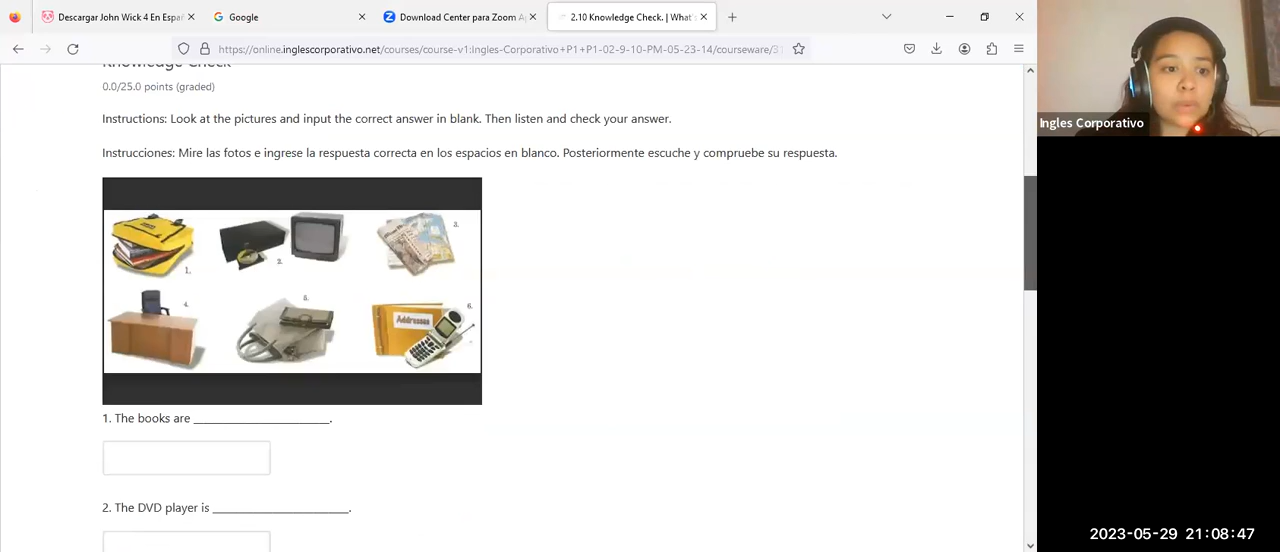 Descargar John Wick 4 En Espa
Google
Download Center para Zoom A
2.10 Knowledge Check. | What'
https://online.inglescorporativo.net/courses/course-v1:Ingles-Corporativo+P1+P1-02-9-10-PM-05-23-14/courseware/3
Knowledge Check
0.0/25.0 points (graded)
Instructions: Look at the pictures and input the correct answer in blank. Then listen and check your answer.
Instrucciones: Mire las fotos e ingrese la respuesta correcta en los espacios en blanco. Posteriormente escuche y compruebe su respuesta.
1.
2.
3.
4.
5.
6.
Addresses
1. The books are ______________________.
2. The DVD player is ______________________.
Ingles Corporativo
2023-05-29 21:08:47